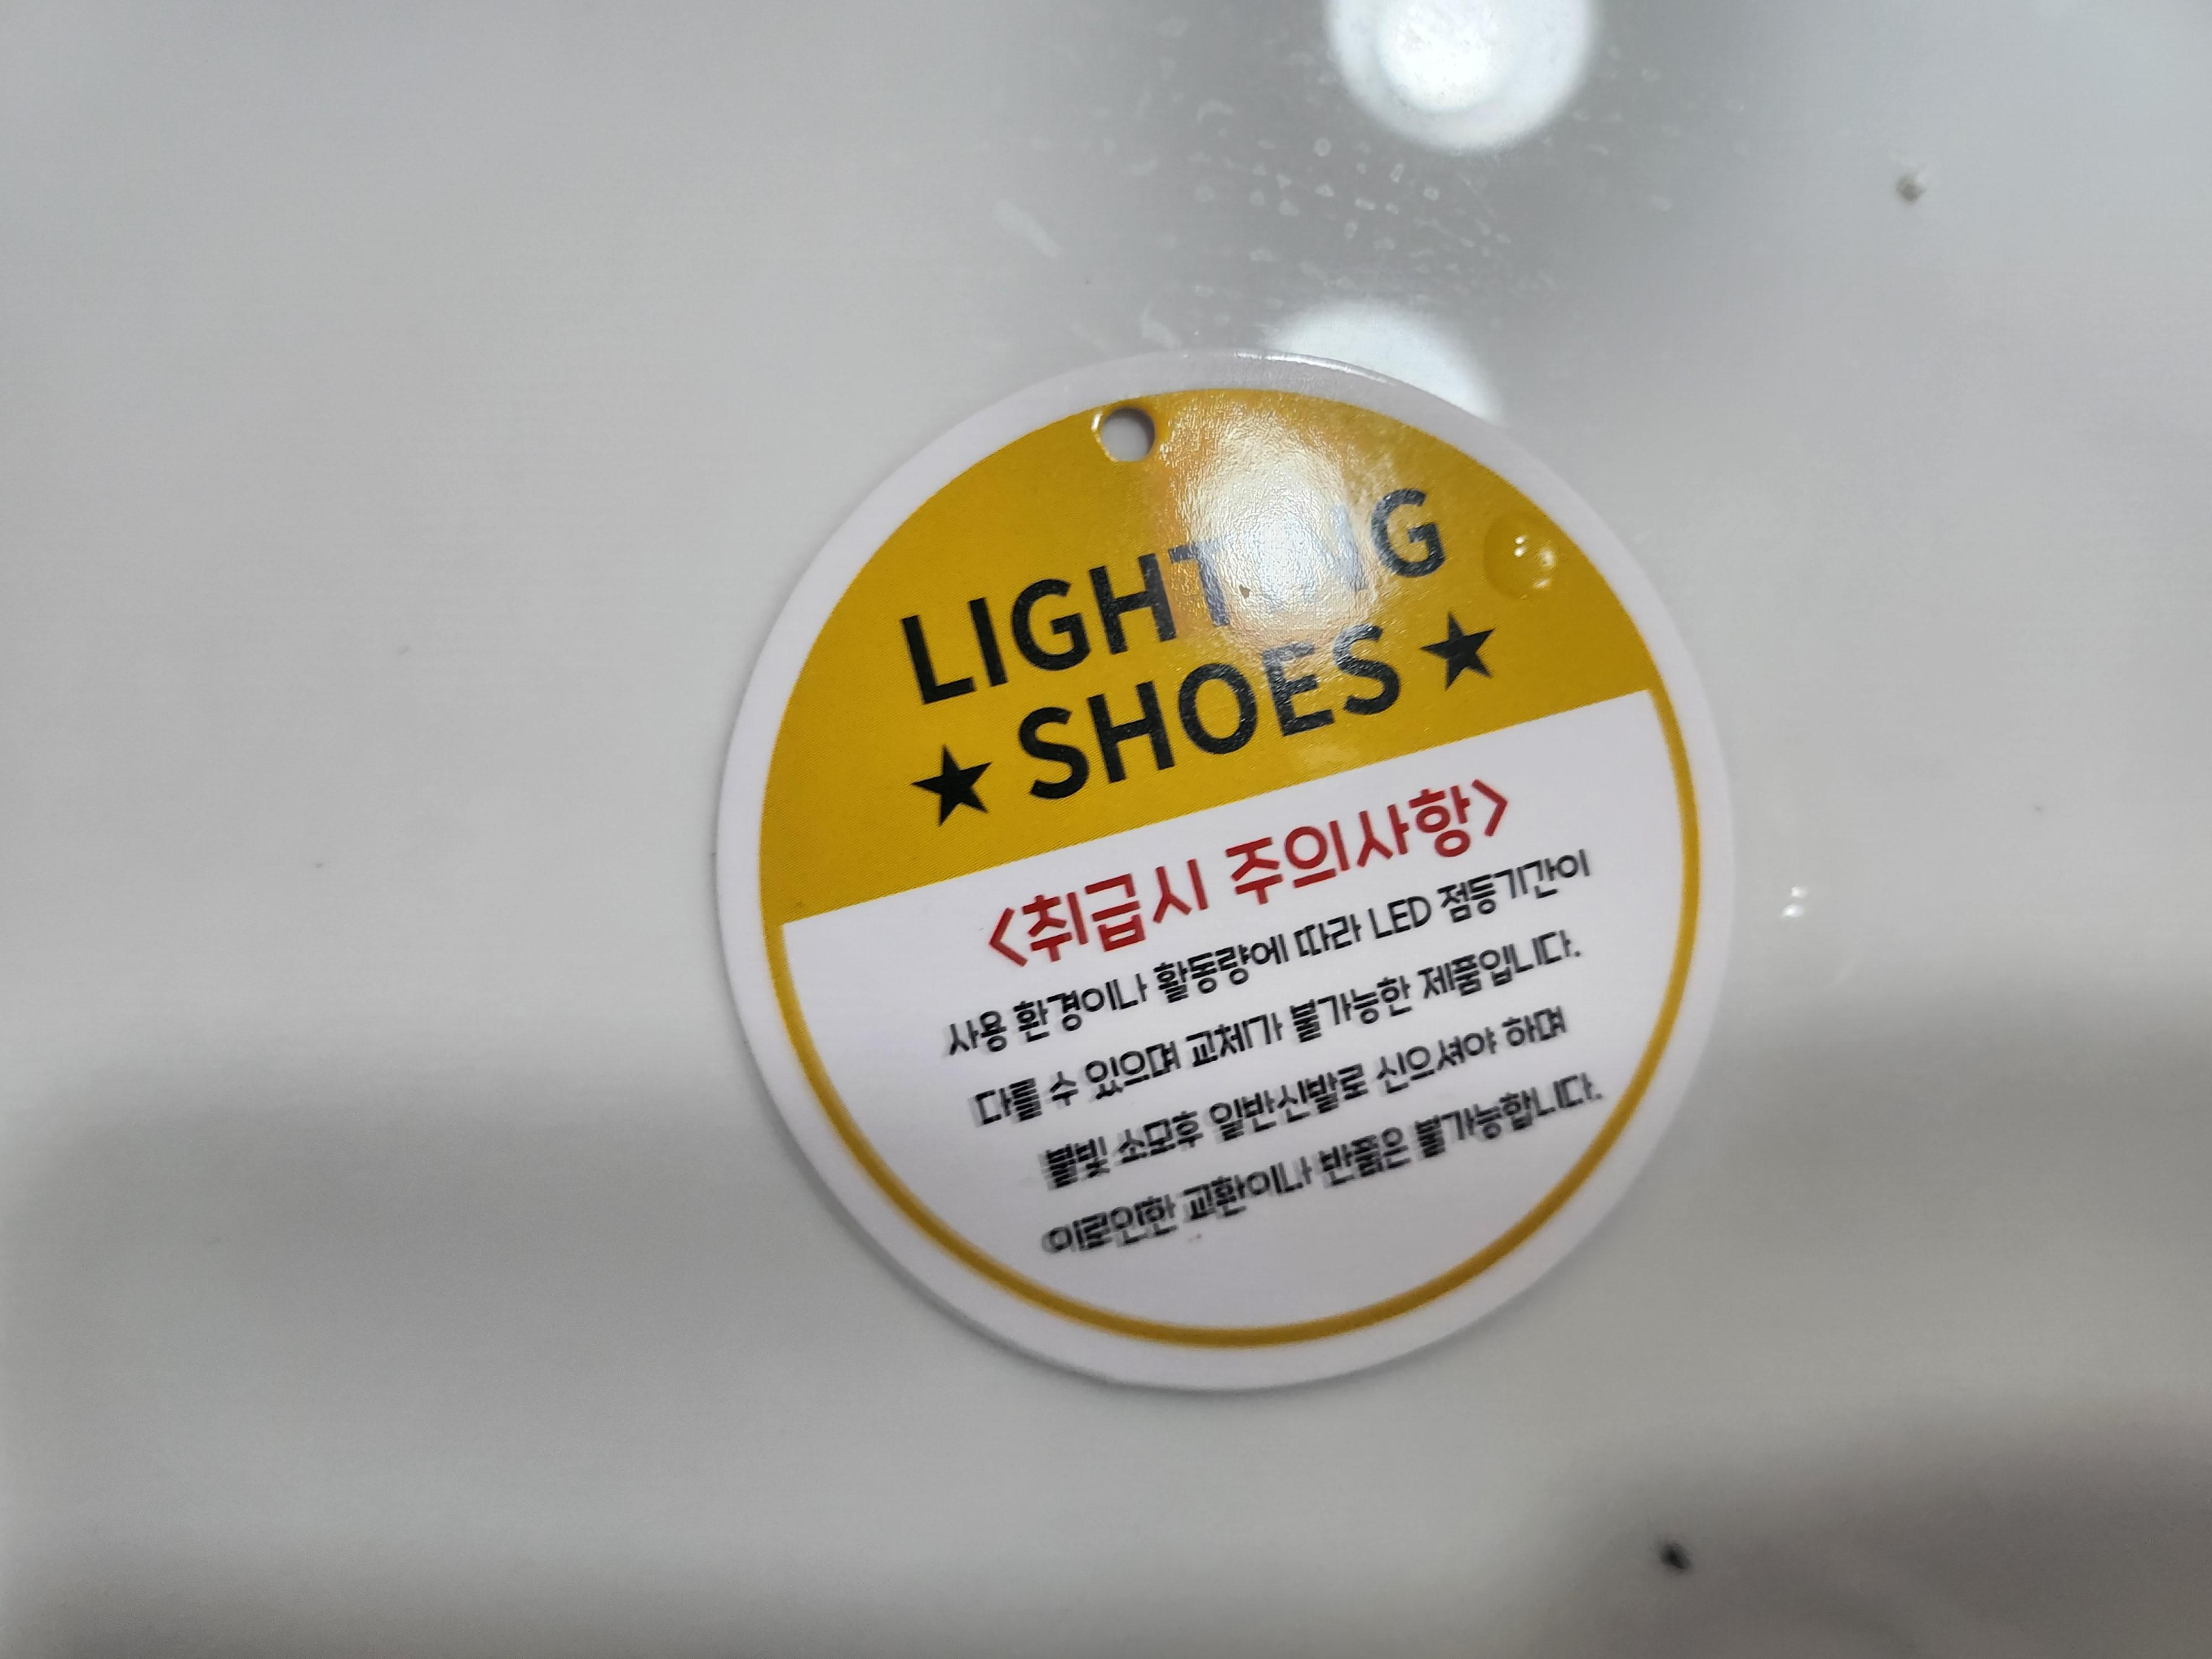 LIGHTING
★ SHOES ★
<취급시 주의사항>
사용 환경이나 활동량에 따라 LED 점등기간이
다를 수 있으며 교체가 불가능한 제품입니다.
불빛 소모후 일반신발로 신으셔야 하며
이로인한 교환이나 반품은 불가능합니다.